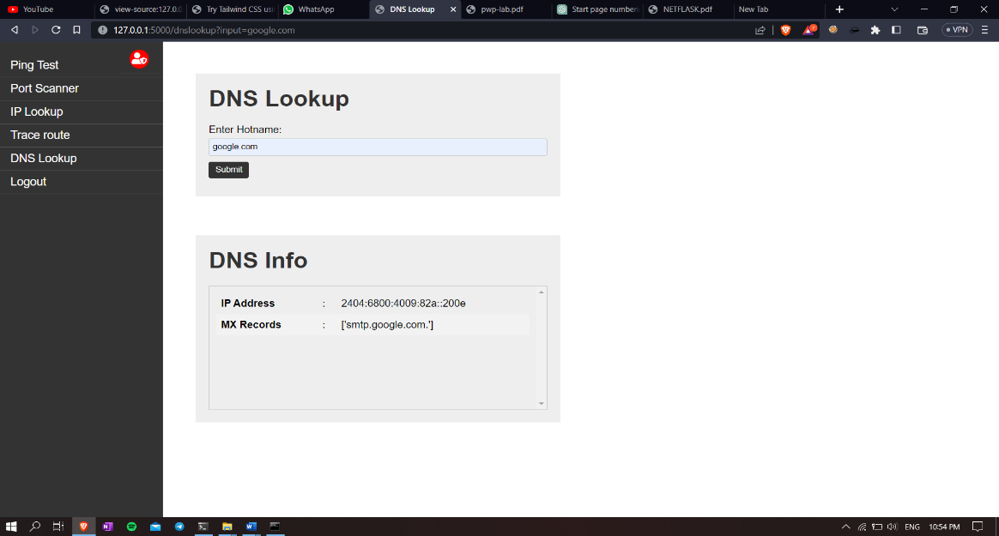 YouTube
view-source:127.0.0
Try Tailwind CSS usi
WhatsApp
DNS Lookup
pwp-lab.pdf
Start page number
NETFLASK.pdf
New Tab
127.0.0.1:5000/dnslookup?input=google.com
VPN
Ping Test
Port Scanner
IP Lookup
Trace route
DNS Lookup
Logout
DNS Lookup
Enter Hotname:
google.com
Submit
DNS Info
IP Address : 2404:6800:4009:82a::200e
MX Records : ['smtp.google.com.']
ENG 10:54 PM